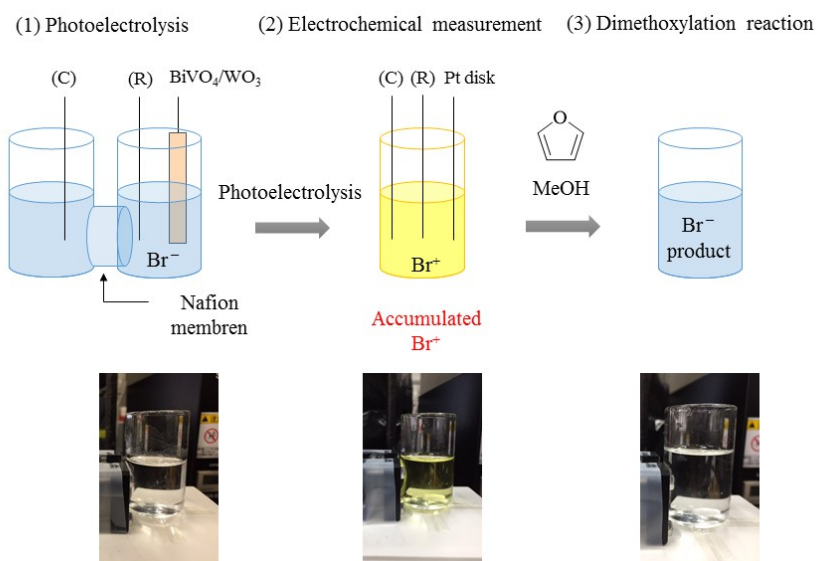 (1) Photoelectrolysis
(2) Electrochemical measurement
(3) Dimethoxylation reaction
(C)
(R)
BiVO₄/WO₃
Br⁻
Nafion
membren
Photoelectrolysis
(C) (R) Pt disk
Br⁺
Accumulated
Br⁺
O
MeOH
Br⁻
product